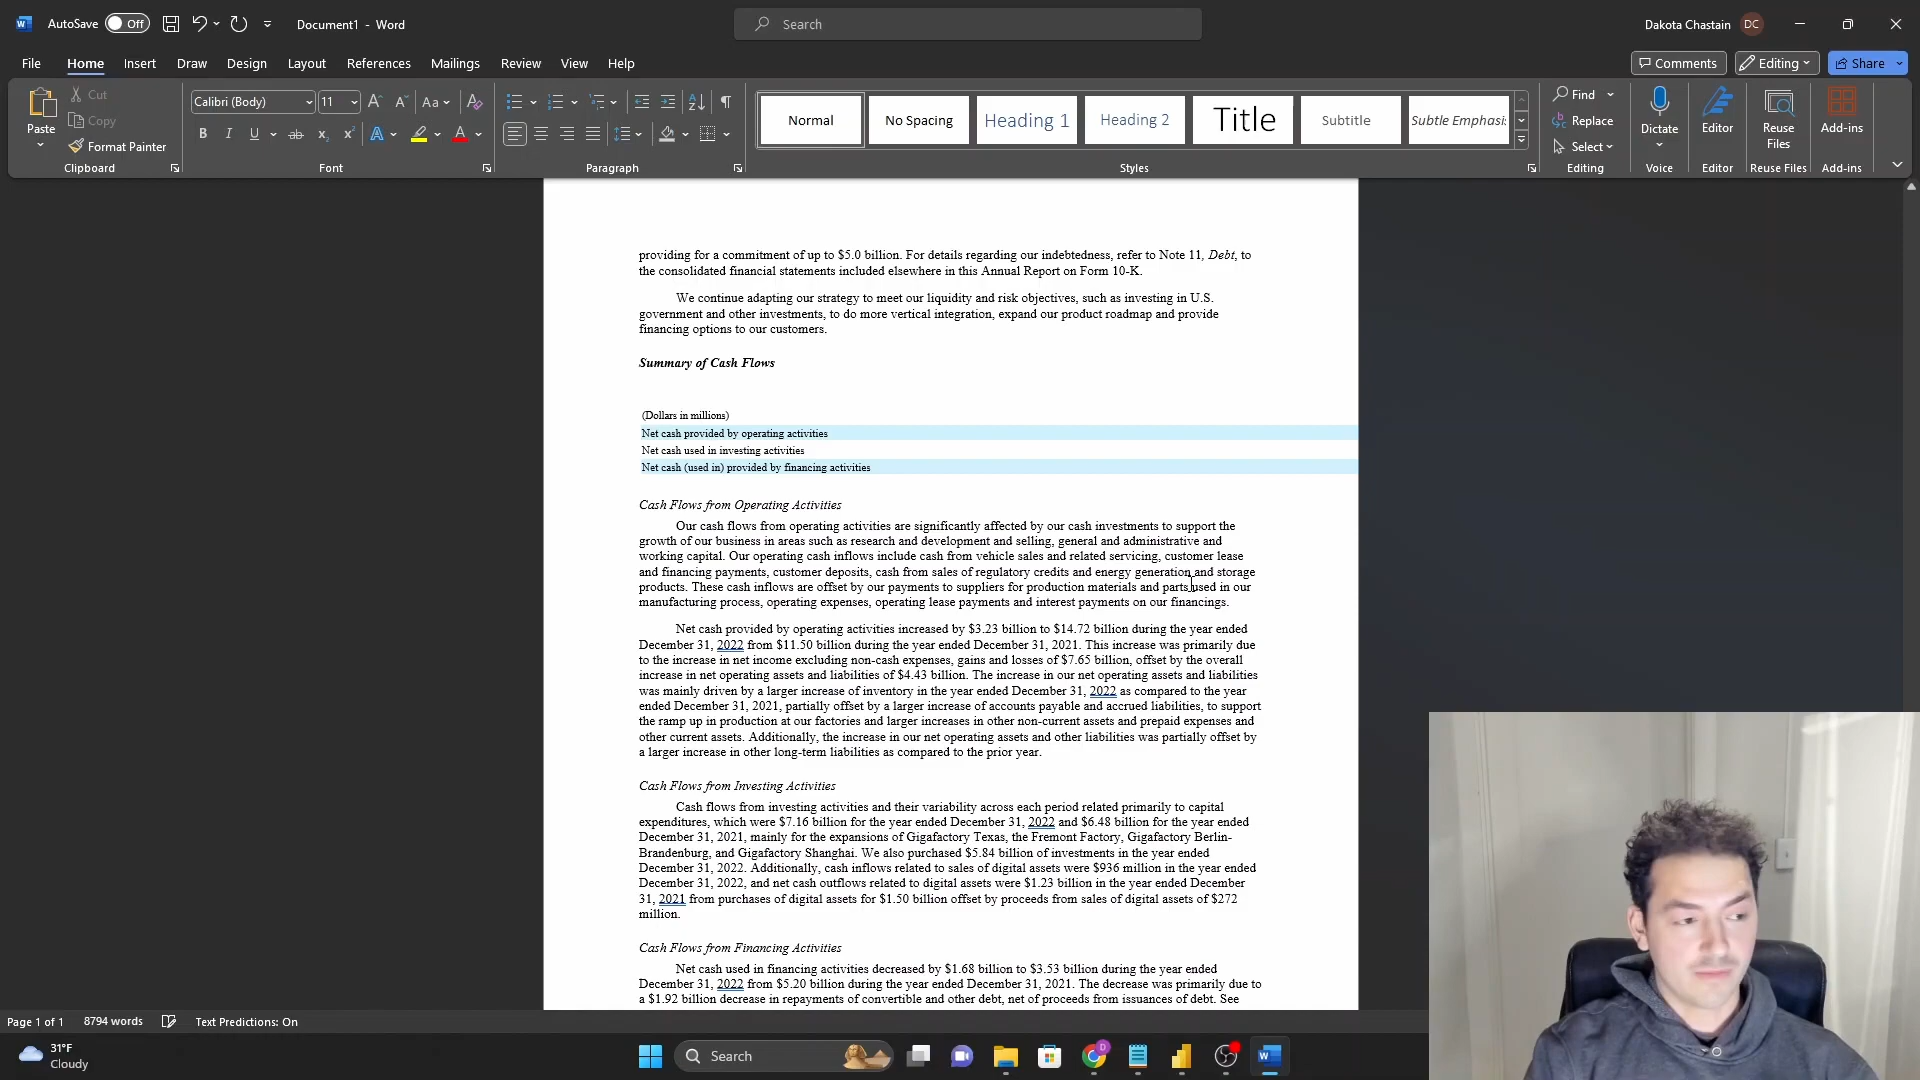 AutoSave Off Document1 - Word Search Dakota Chastain DC
File Home Insert Draw Design Layout References Mailings Review View Help Comments Editing Share
Paste Cut Copy Format Painter
Calibri (Body) 11
Normal No Spacing Heading 1 Heading 2 Title Subtitle Subtle Emphasi:
Find Replace Select
Dictate Editor Reuse Files Add-ins
Clipboard Font Paragraph Styles Editing Voice Editor Reuse Files Add-ins
providing for a commitment of up to $5.0 billion. For details regarding our indebtedness, refer to Note 11, Debt, to
the consolidated financial statements included elsewhere in this Annual Report on Form 10-K.
We continue adapting our strategy to meet our liquidity and risk objectives, such as investing in U.S.
government and other investments, to do more vertical integration, expand our product roadmap and provide
financing options to our customers.
Summary of Cash Flows
(Dollars in millions)
Net cash provided by operating activities
Net cash used in investing activities
Net cash (used in) provided by financing activities
Cash Flows from Operating Activities
Our cash flows from operating activities are significantly affected by our cash investments to support the
growth of our business in areas such as research and development and selling, general and administrative and
working capital. Our operating cash inflows include cash from vehicle sales and related servicing, customer lease
and financing payments, customer deposits, cash from sales of regulatory credits and energy generation and storage
products. These cash inflows are offset by our payments to suppliers for production materials and parts used in our
manufacturing process, operating expenses, operating lease payments and interest payments on our financings.
Net cash provided by operating activities increased by $3.23 billion to $14.72 billion during the year ended
December 31, 2022 from $11.50 billion during the year ended December 31, 2021. This increase was primarily due
to the increase in net income excluding non-cash expenses, gains and losses of $7.65 billion, offset by the overall
increase in net operating assets and liabilities of $4.43 billion. The increase in our net operating assets and liabilities
was mainly driven by a larger increase of inventory in the year ended December 31, 2022 as compared to the year
ended December 31, 2021, partially offset by a larger increase of accounts payable and accrued liabilities, to support
the ramp up in production at our factories and larger increases in other non-current assets and prepaid expenses and
other current assets. Additionally, the increase in our net operating assets and other liabilities was partially offset by
a larger increase in other long-term liabilities as compared to the prior year.
Cash Flows from Investing Activities
Cash flows from investing activities and their variability across each period related primarily to capital
expenditures, which were $7.16 billion for the year ended December 31, 2022 and $6.48 billion for the year ended
December 31, 2021, mainly for the expansions of Gigafactory Texas, the Fremont Factory, Gigafactory Berlin-
Brandenburg, and Gigafactory Shanghai. We also purchased $5.84 billion of investments in the year ended
December 31, 2022. Additionally, cash inflows related to sales of digital assets were $936 million in the year ended
December 31, 2022, and net cash outflows related to digital assets were $1.23 billion in the year ended December
31, 2021 from purchases of digital assets for $1.50 billion offset by proceeds from sales of digital assets of $272
million.
Cash Flows from Financing Activities
Net cash used in financing activities decreased by $1.68 billion to $3.53 billion during the year ended
December 31, 2022 from $5.20 billion during the year ended December 31, 2021. The decrease was primarily due to
a $1.92 billion decrease in repayments of convertible and other debt, net of proceeds from issuances of debt. See
Page 1 of 1 8794 words Text Predictions: On
31°F
Cloudy
Search